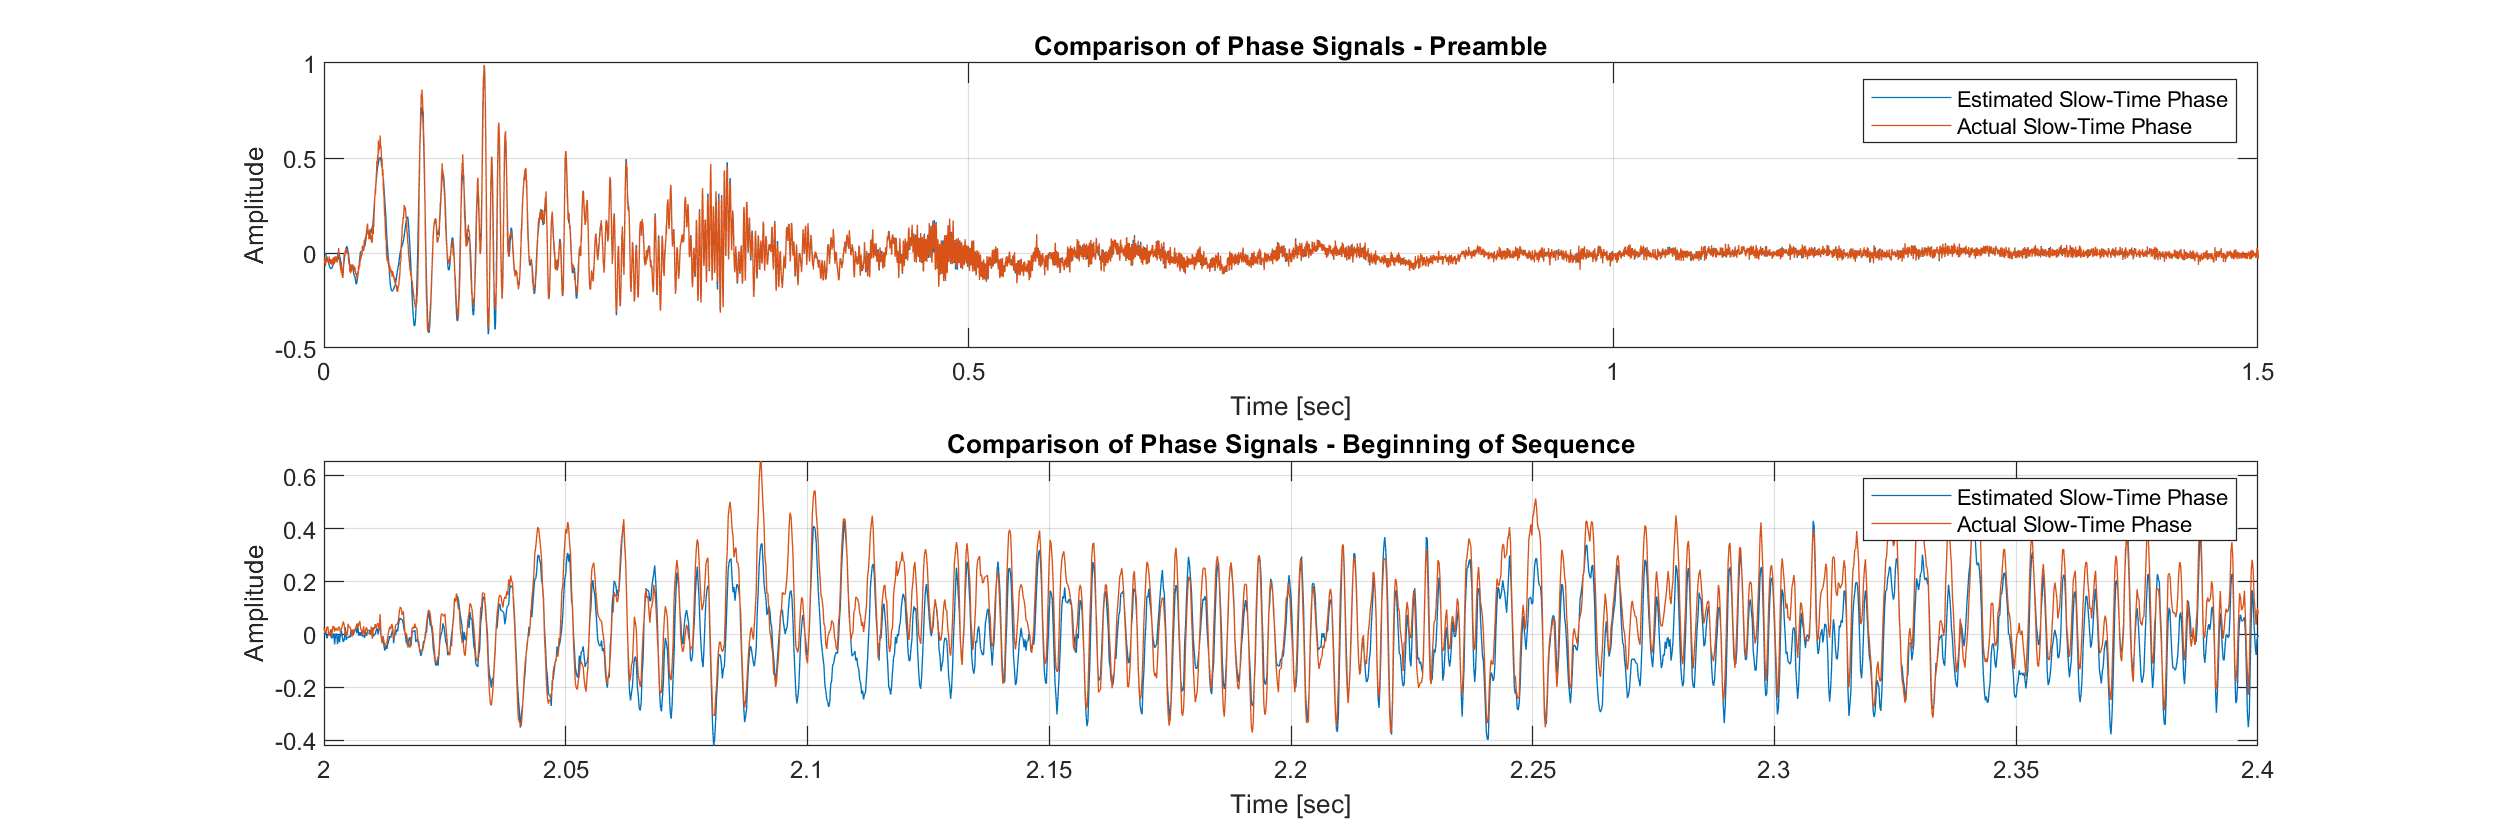 Comparison of Phase Signals - Preamble
1
0.5
0
-0.5
Amplitude
Estimated Slow-Time Phase
Actual Slow-Time Phase
0 0.5 1 1.5
Time [sec]
Comparison of Phase Signals - Beginning of Sequence
0.6
0.4
0.2
0
-0.2
-0.4
Amplitude
Estimated Slow-Time Phase
Actual Slow-Time Phase
2 2.05 2.1 2.15 2.2 2.25 2.3 2.35 2.4
Time [sec]